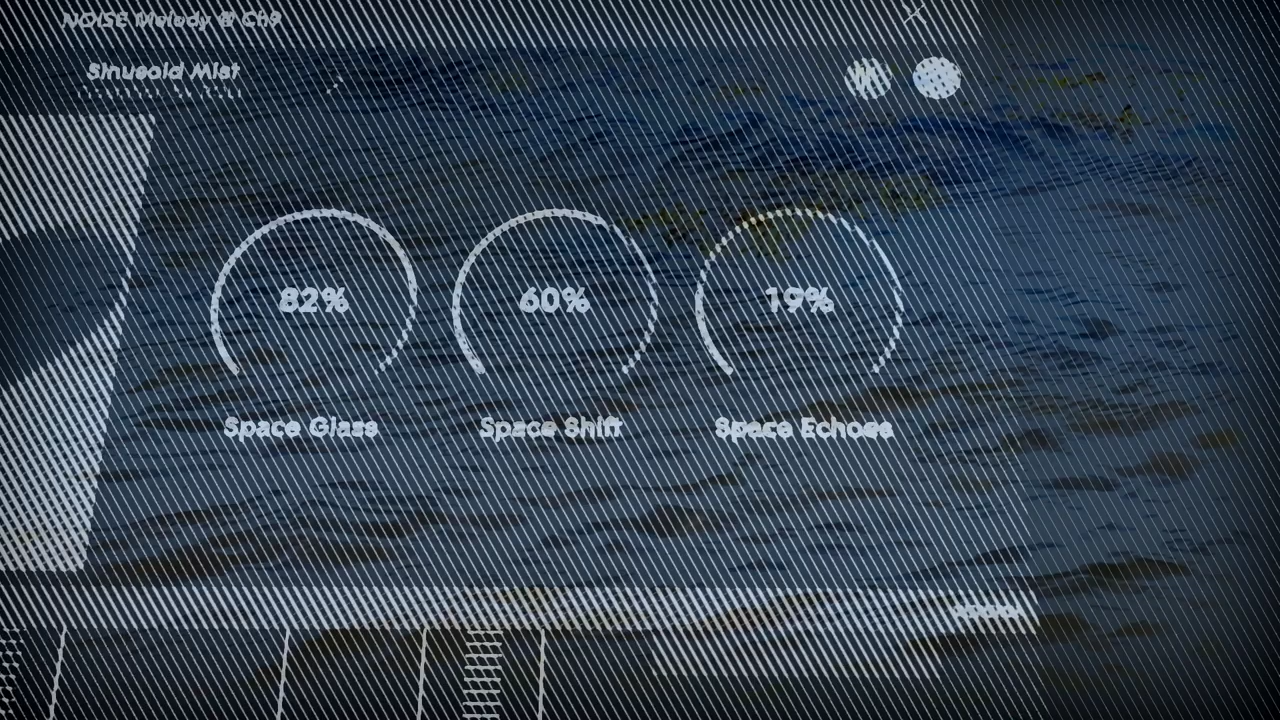 NOISE Melody @ Ch9
Sinusoid Mist
82%
60%
19%
Space Glass
Space Shift
Space Echoes